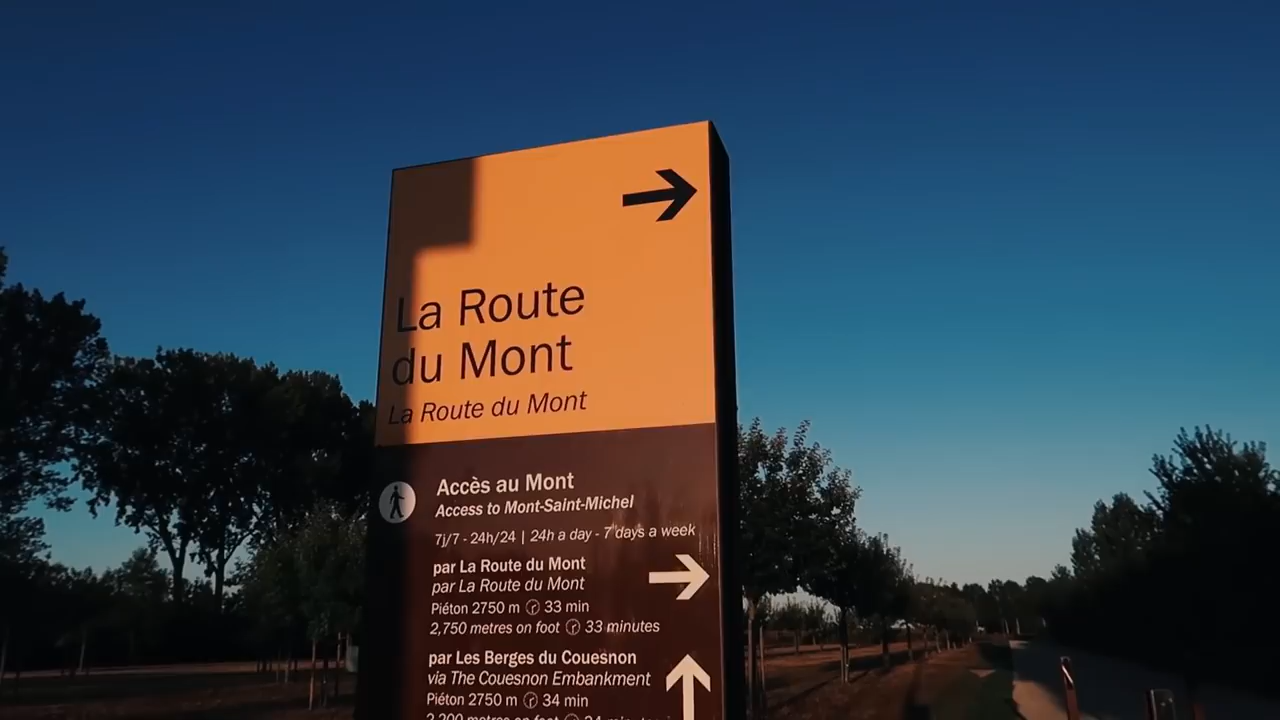 La Route
du Mont
La Route du Mont
Accès au Mont
Access to Mont-Saint-Michel
7j/7 - 24h/24 | 24h a day - 7 days a week
par La Route du Mont
par La Route du Mont
Piéton 2750 m 33 min
2,750 metres on foot 33 minutes
par Les Berges du Couesnon
via The Couesnon Embankment
Piéton 2750 m 34 min
metres on foot